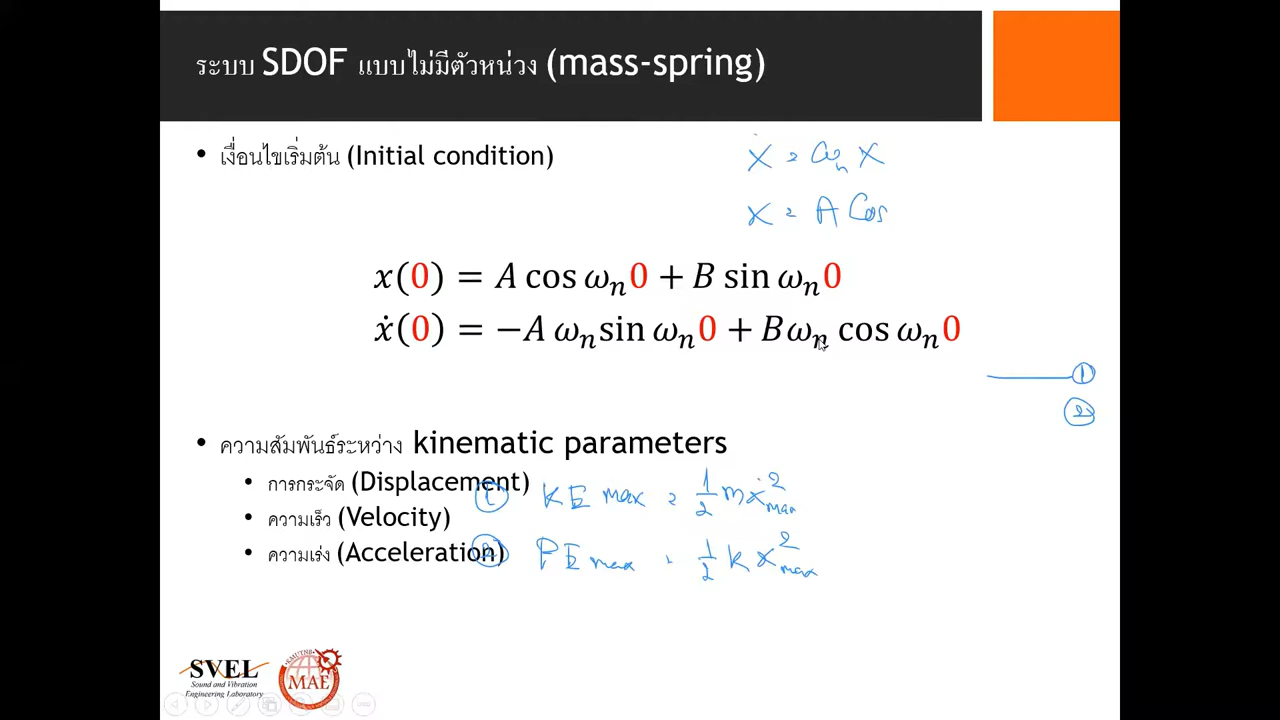 ระบบ SDOF แบบไม่มีตัวหน่วง (mass-spring)
• เงื่อนไขเริ่มต้น (Initial condition)
ẋ = ωₙ x
x = A Cos
x(0) = A cos ωₙ0 + B sin ωₙ0
ẋ(0) = −A ωₙsin ωₙ0 + Bωₙ cos ωₙ0
①
②
• ความสัมพันธ์ระหว่าง kinematic parameters
• การกระจัด (Displacement)
① KE max = 1/2 m ẋ²max
• ความเร็ว (Velocity)
• ความเร่ง (Acceleration)
② PE max = 1/2 k x²max
SVEL
Sound and Vibration
Engineering Laboratory
KMUTNB
MAE